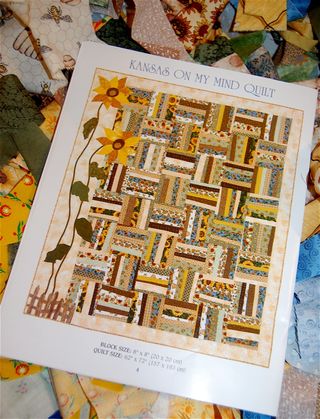 KANSAS ON MY MIND QUILT
BLOCK SIZE: 8" X 8" (20 X 20 cm)
QUILT SIZE: 62" X 72" (157 X 181 cm)
4